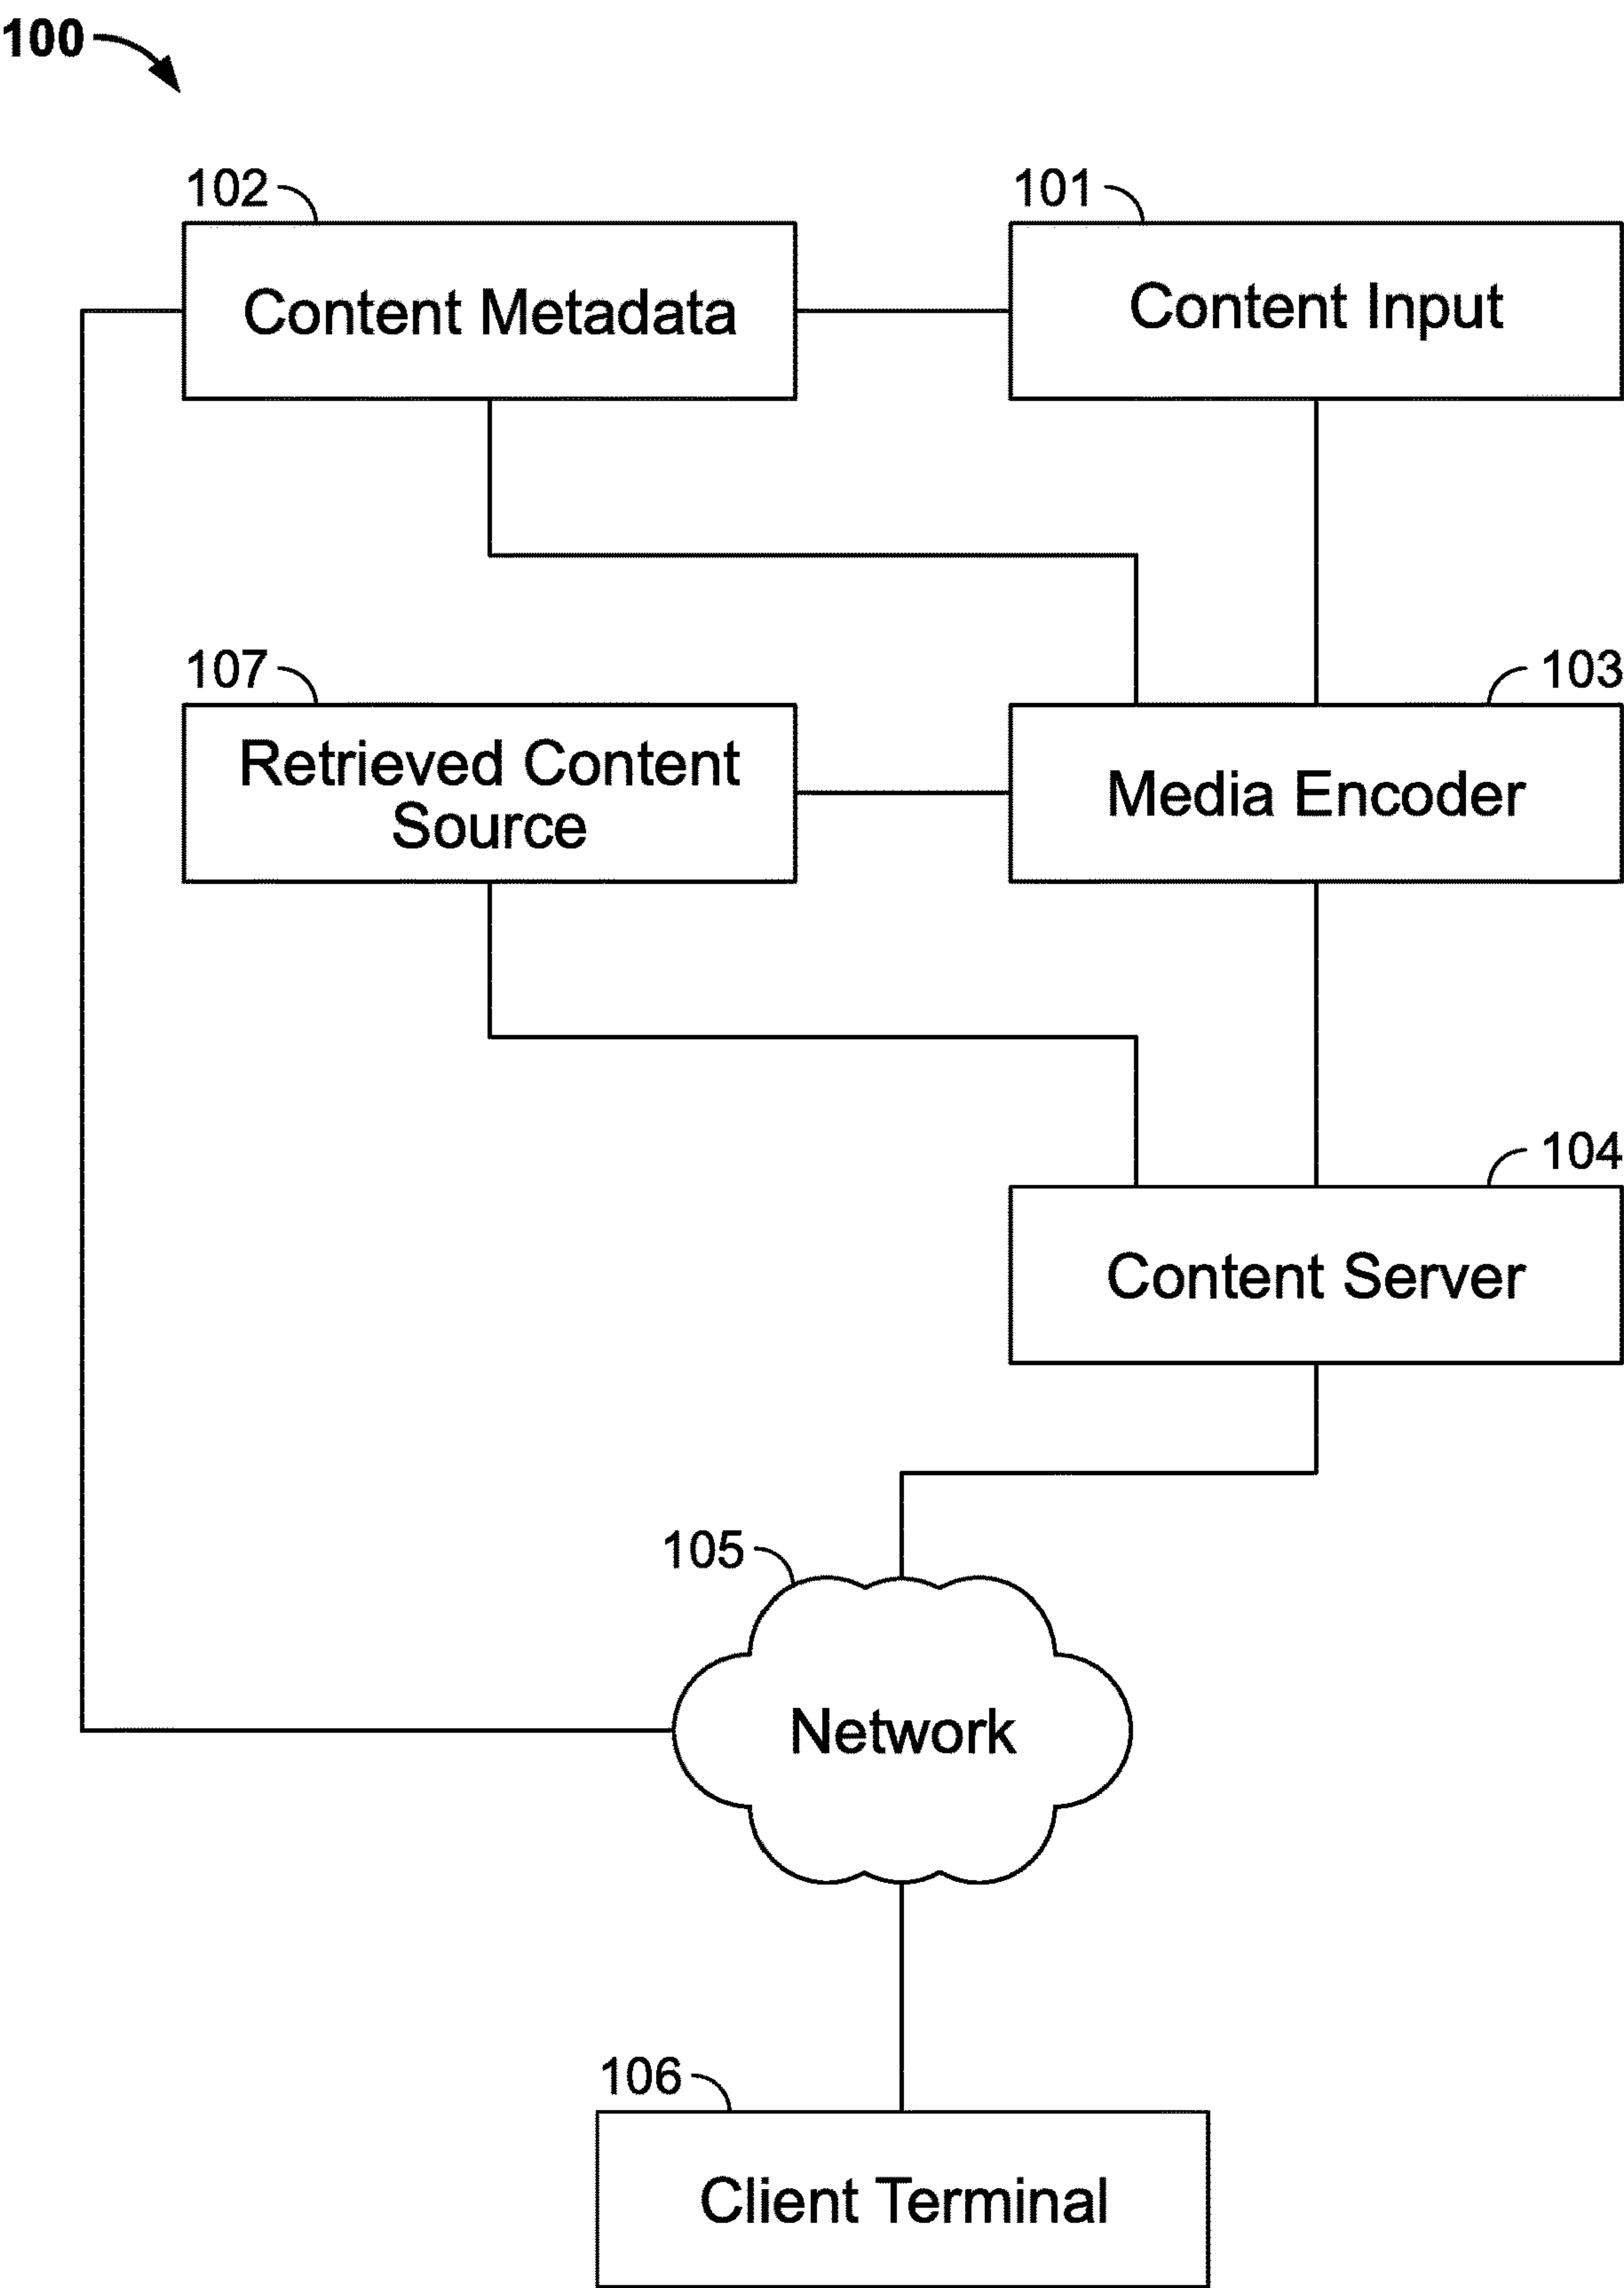 100
102
101
Content Metadata
Content Input
107
103
Retrieved Content
Source
Media Encoder
104
Content Server
105
Network
106
Client Terminal